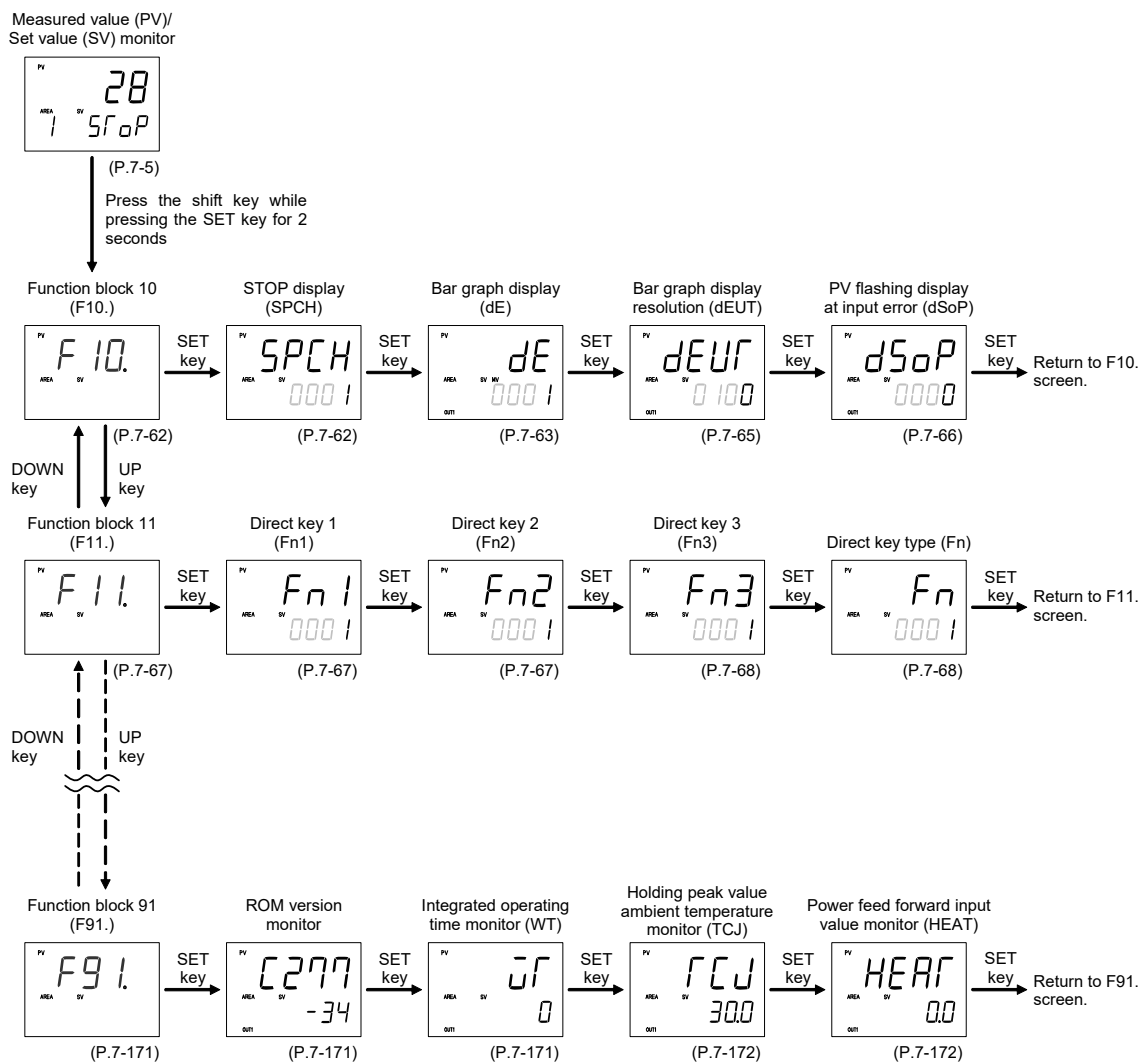 Measured value (PV)/
Set value (SV) monitor
PV
28
AREA SV
1 SToP
(P.7-5)
Press the shift key while
pressing the SET key for 2
seconds
Function block 10
(F10.)
PV
F10.
AREA SV
(P.7-62)
SET
key
STOP display
(SPCH)
PV
SPCH
AREA SV
0001
(P.7-62)
SET
key
Bar graph display
(dE)
PV
dE
AREA SV MV
0001
OUT1
(P.7-63)
SET
key
Bar graph display
resolution (dEUT)
PV
dEUT
AREA SV
0100
OUT1
(P.7-65)
SET
key
PV flashing display
at input error (dSoP)
PV
dSoP
AREA SV
0000
OUT1
(P.7-66)
SET
key
Return to F10.
screen.
DOWN
key
UP
key
Function block 11
(F11.)
PV
F11.
AREA SV
(P.7-67)
SET
key
Direct key 1
(Fn1)
PV
Fn1
AREA SV
0001
(P.7-67)
SET
key
Direct key 2
(Fn2)
PV
Fn2
AREA SV
0001
(P.7-67)
SET
key
Direct key 3
(Fn3)
PV
Fn3
AREA SV
0001
(P.7-68)
SET
key
Direct key type (Fn)
PV
Fn
AREA SV
0001
(P.7-68)
SET
key
Return to F11.
screen.
DOWN
key
UP
key
Function block 91
(F91.)
PV
F91.
AREA SV
(P.7-171)
SET
key
ROM version
monitor
PV
AREA SV
-34
OUT1
(P.7-171)
SET
key
Integrated operating
time monitor (WT)
PV
WT
AREA SV
0
OUT1
(P.7-171)
SET
key
Holding peak value
ambient temperature
monitor (TCJ)
PV
TCJ
AREA SV
30.0
OUT1
(P.7-172)
SET
key
Power feed forward input
value monitor (HEAT)
PV
HEAT
AREA SV
0.0
OUT1
(P.7-172)
SET
key
Return to F91.
screen.